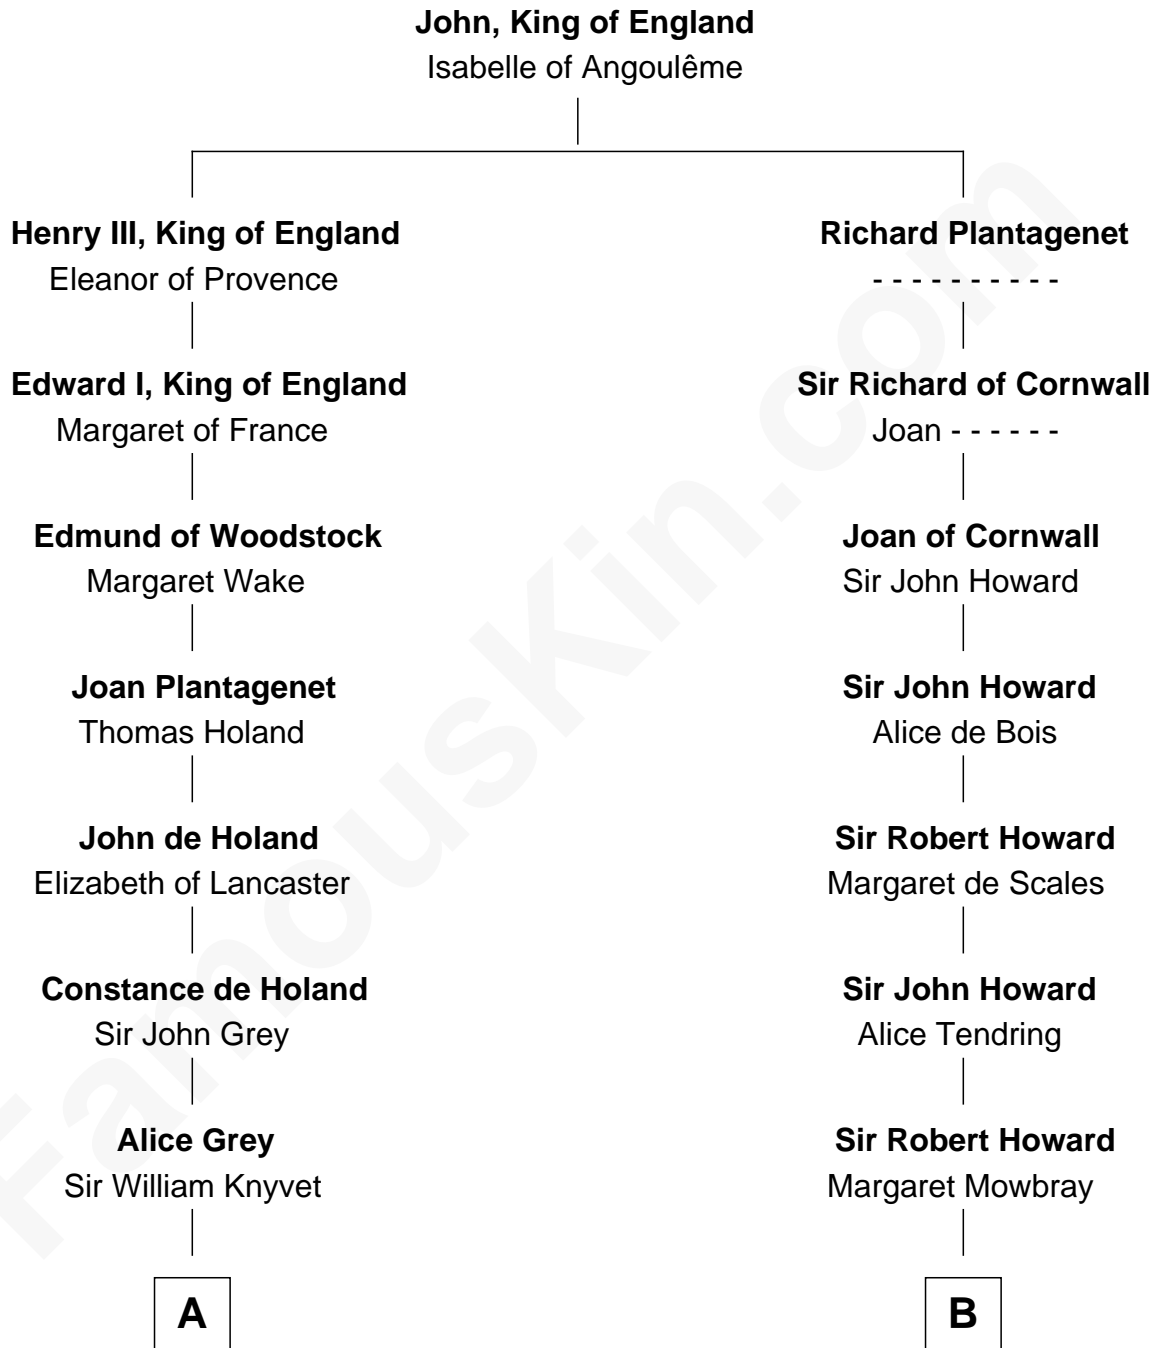 John, King of England
Isabelle of Angoulême
Henry III, King of England
Eleanor of Provence
Edward I, King of England
Margaret of France
Edmund of Woodstock
Margaret Wake
Joan Plantagenet
Thomas Holand
John de Holand
Elizabeth of Lancaster
Constance de Holand
Sir John Grey
Alice Grey
Sir William Knyvet
A
Richard Plantagenet
- - - - - - - - - -
Sir Richard of Cornwall
Joan - - - - - -
Joan of Cornwall
Sir John Howard
Sir John Howard
Alice de Bois
Sir Robert Howard
Margaret de Scales
Sir John Howard
Alice Tendring
Sir Robert Howard
Margaret Mowbray
B
FamousKin.com